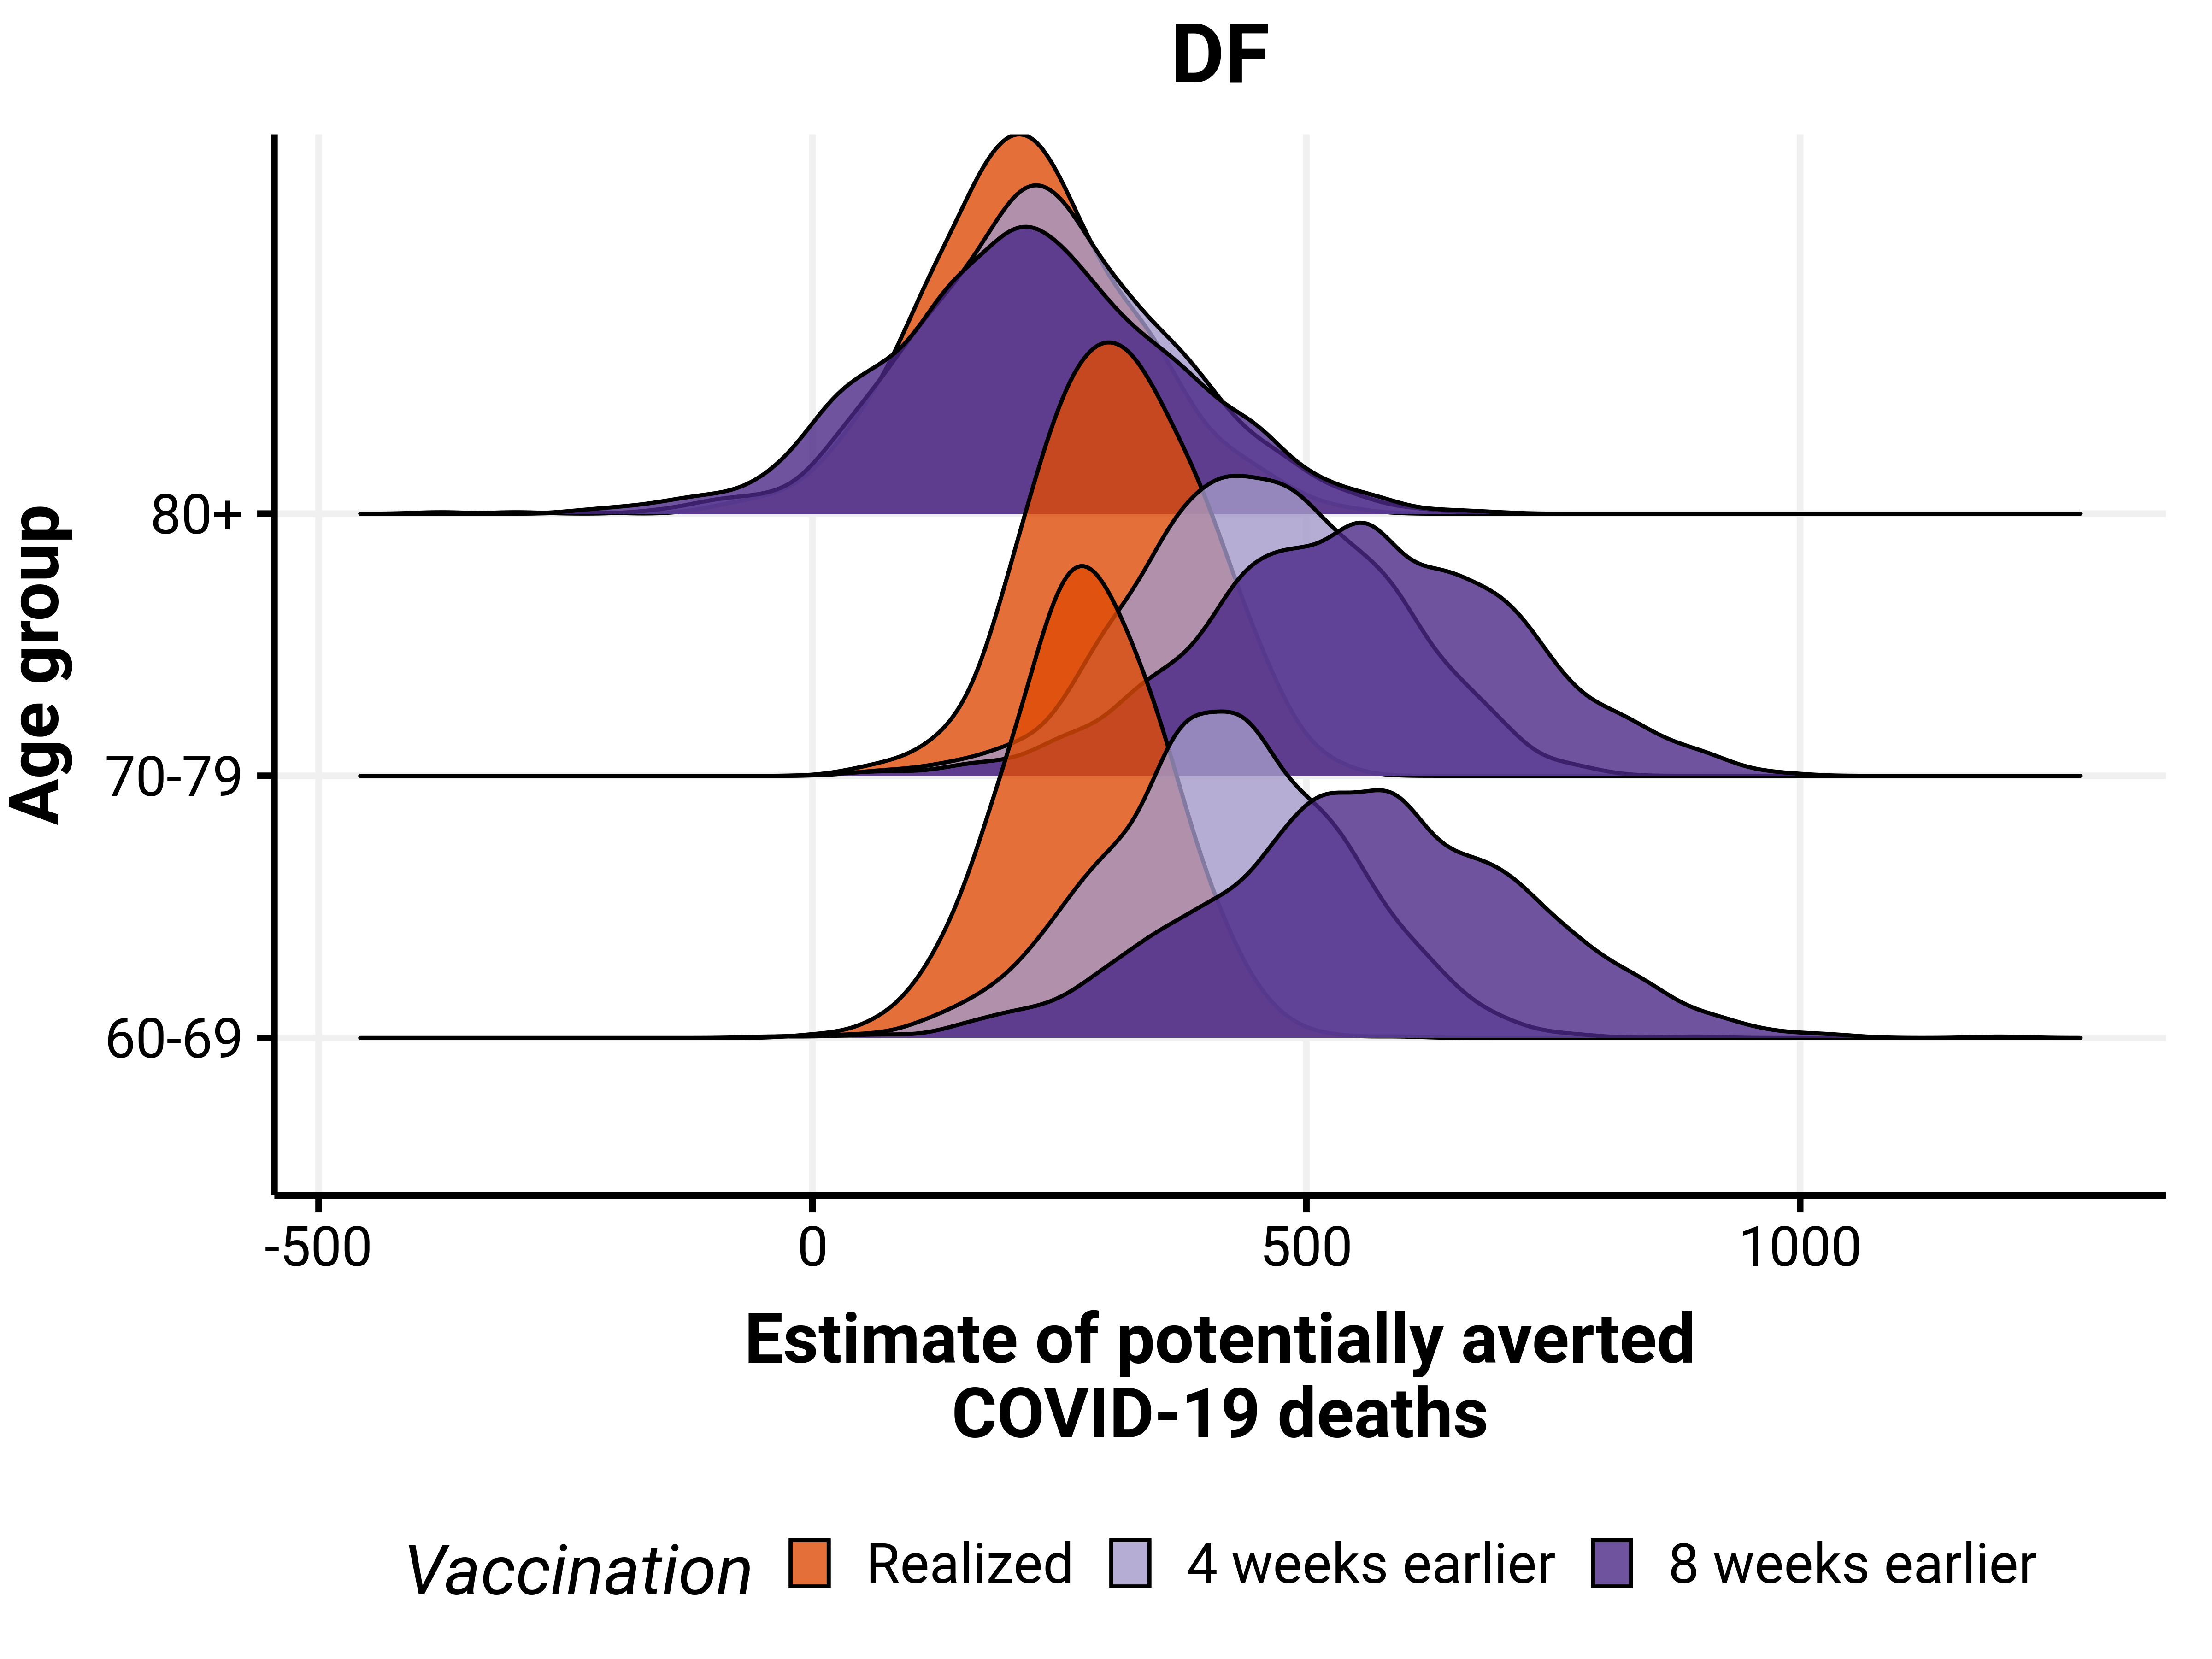 DF
Age group
80+
70-79
60-69
-500 0 500 1000
Estimate of potentially averted
COVID-19 deaths
Vaccination Realized 4 weeks earlier 8 weeks earlier